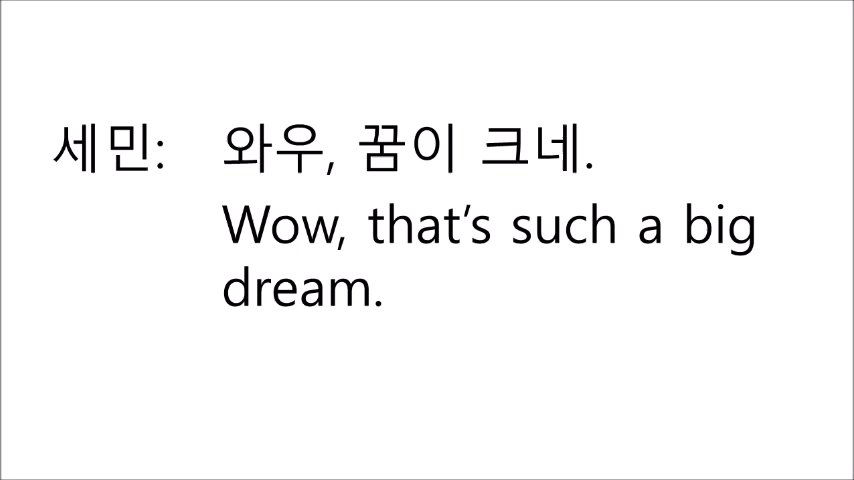 세민: 와우, 꿈이 크네.
Wow, that's such a big
dream.